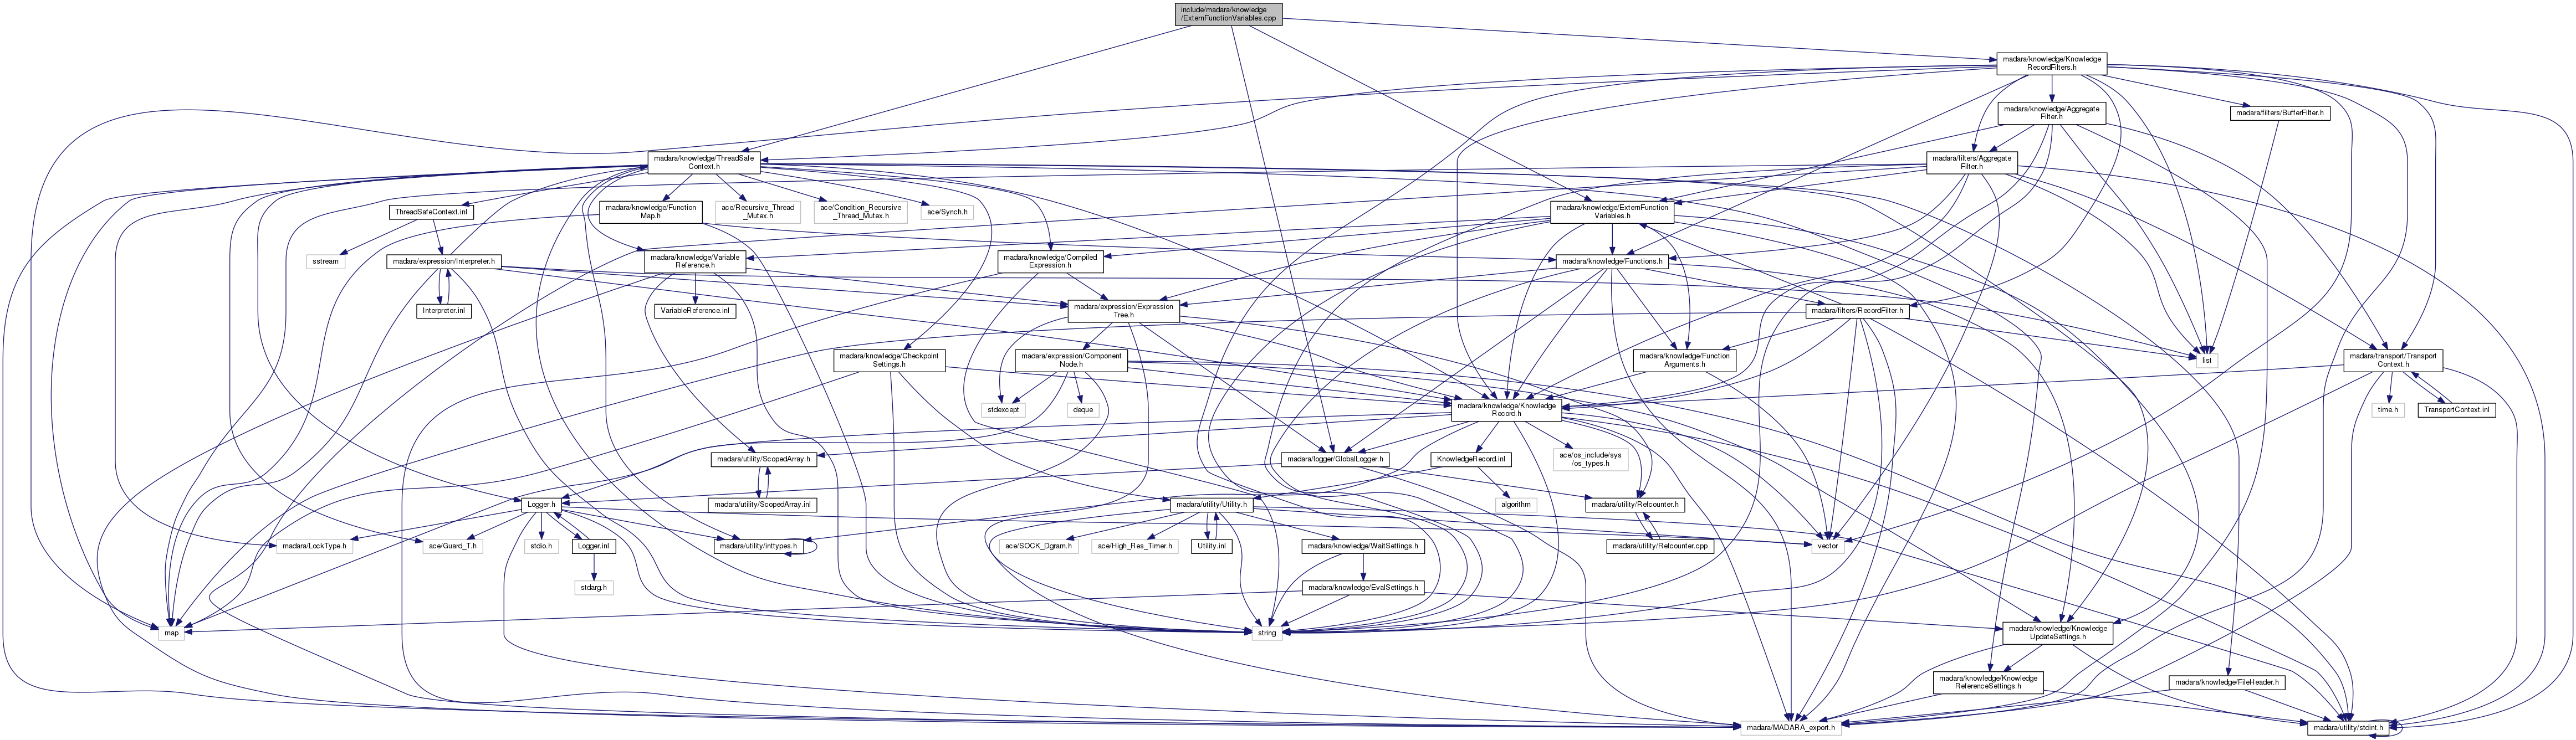 include/madara/knowledge
/ExternFunctionVariables.cpp
madara/knowledge/Knowledge
RecordFilters.h
madara/knowledge/Aggregate
Filter.h
madara/filters/BufferFilter.h
madara/knowledge/ThreadSafe
Context.h
madara/filters/Aggregate
Filter.h
ThreadSafeContext.inl
madara/knowledge/Function
Map.h
ace/Recursive_Thread
_Mutex.h
ace/Condition_Recursive
_Thread_Mutex.h
ace/Synch.h
madara/knowledge/ExternFunction
Variables.h
sstream
madara/expression/Interpreter.h
madara/knowledge/Variable
Reference.h
madara/knowledge/Compiled
Expression.h
madara/knowledge/Functions.h
Interpreter.inl
VariableReference.inl
madara/expression/Expression
Tree.h
madara/filters/RecordFilter.h
madara/knowledge/Checkpoint
Settings.h
madara/expression/Component
Node.h
madara/knowledge/Function
Arguments.h
list
madara/transport/Transport
Context.h
stdexcept
deque
madara/knowledge/Knowledge
Record.h
time.h
TransportContext.inl
madara/utility/ScopedArray.h
madara/logger/GlobalLogger.h
KnowledgeRecord.inl
ace/os_include/sys
/os_types.h
Logger.h
madara/utility/ScopedArray.inl
madara/utility/Utility.h
algorithm
madara/utility/Refcounter.h
madara/LockType.h
ace/Guard_T.h
stdio.h
Logger.inl
madara/utility/inttypes.h
ace/SOCK_Dgram.h
ace/High_Res_Timer.h
Utility.inl
madara/knowledge/WaitSettings.h
vector
madara/utility/Refcounter.cpp
stdarg.h
madara/knowledge/EvalSettings.h
map
string
madara/knowledge/Knowledge
UpdateSettings.h
madara/knowledge/Knowledge
ReferenceSettings.h
madara/knowledge/FileHeader.h
madara/MADARA_export.h
madara/utility/stdint.h